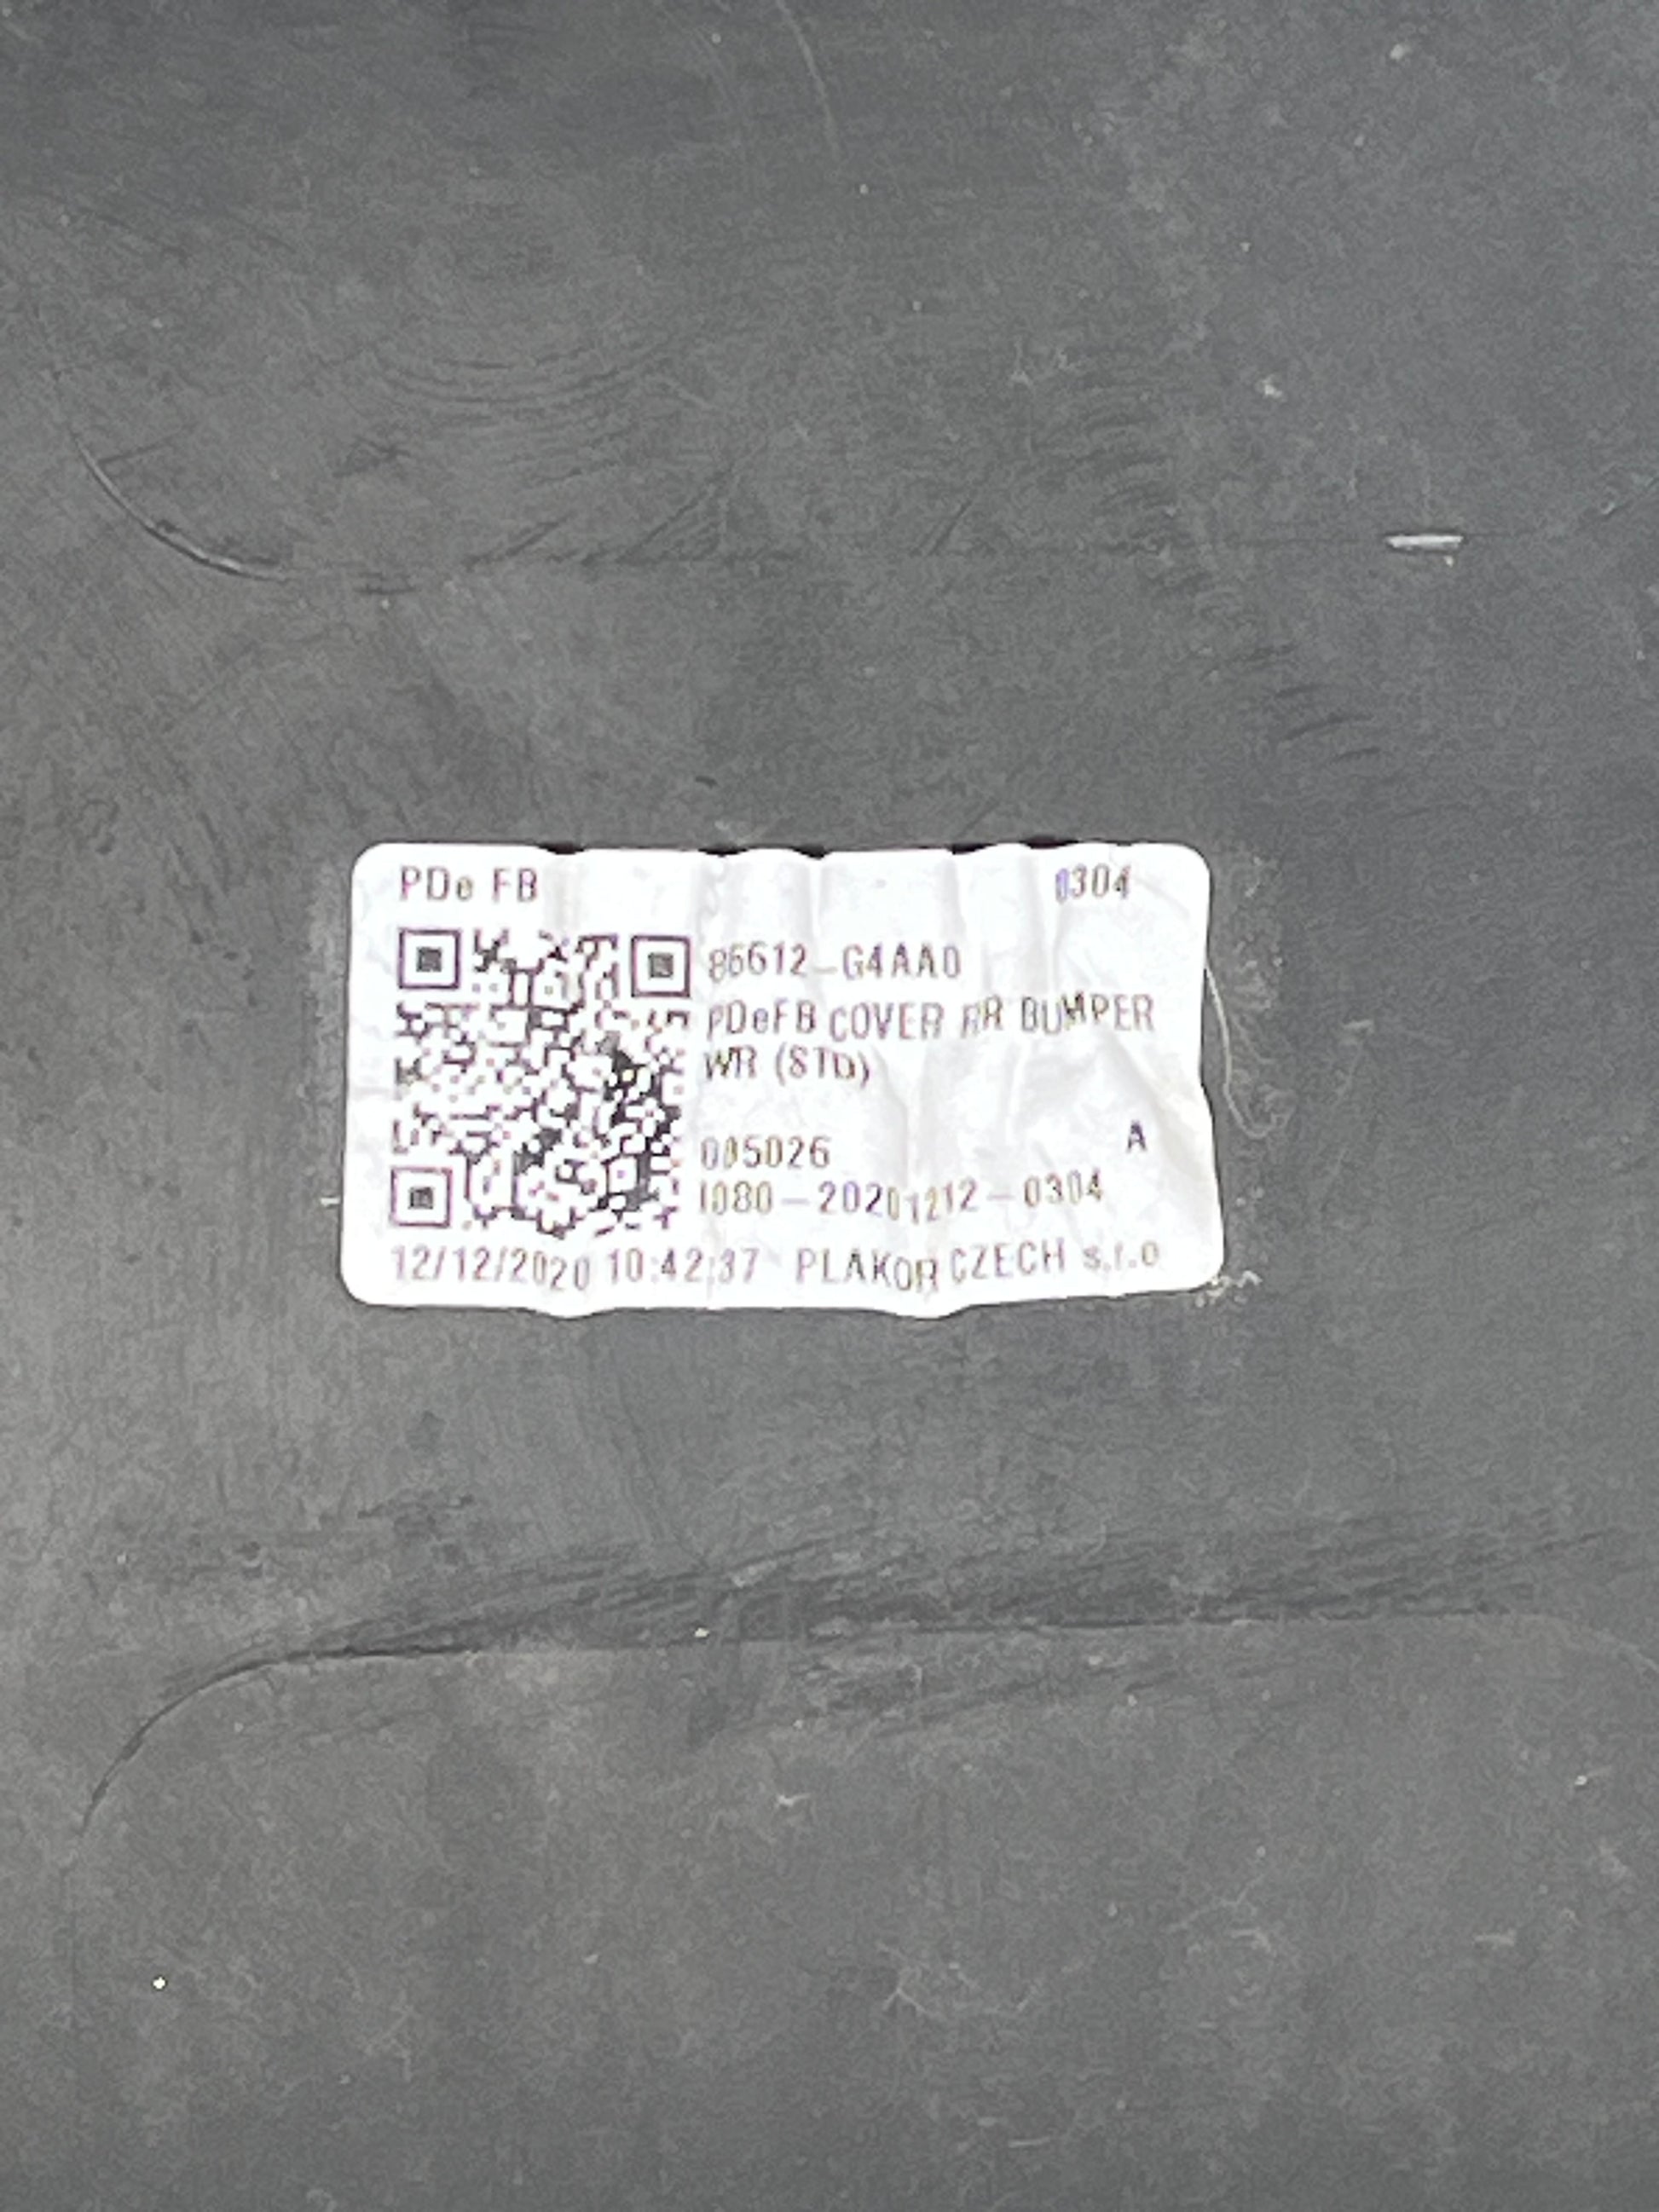 PDe FB 0304
86612-G4AA0
PDeFB COVER RR BUMPER
WR (STD)
005026 A
I080-20201212-0304
12/12/2020 10:42:37 PLAKOR CZECH s.r.o